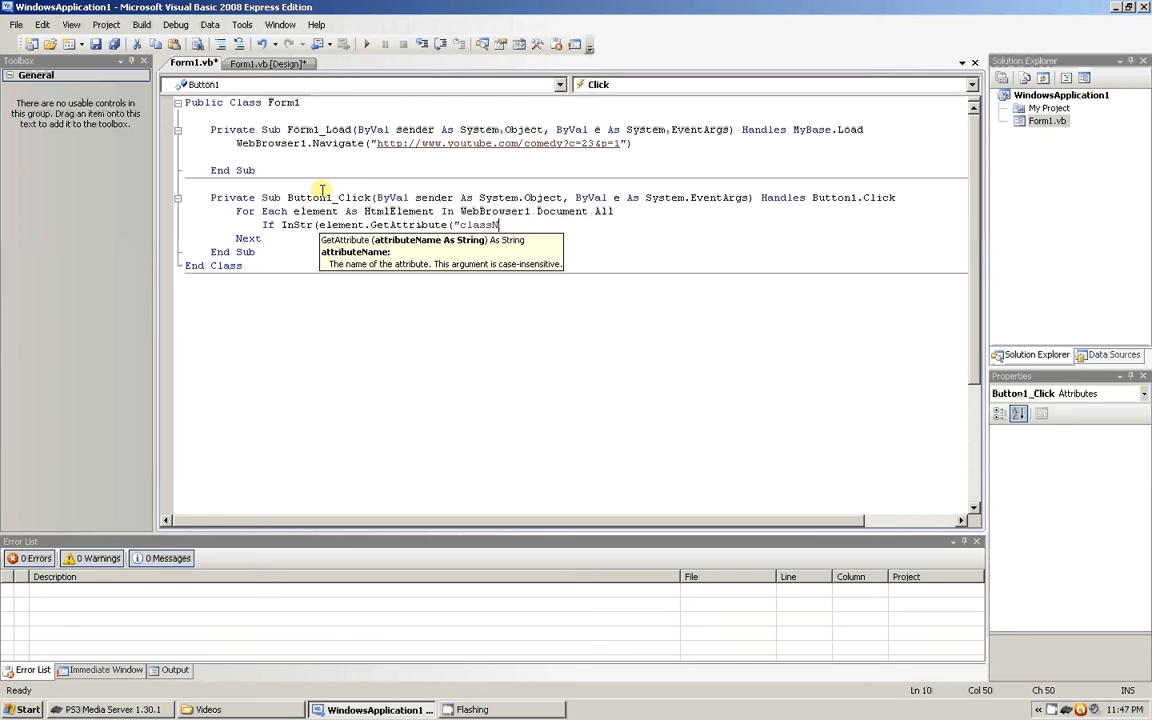 WindowsApplication1 - Microsoft Visual Basic 2008 Express Edition
File Edit View Project Build Debug Data Tools Window Help
Toolbox
General
There are no usable controls in this group. Drag an item onto this text to add it to the toolbox.
Form1.vb* Form1.vb [Design]*
Button1 Click
Public Class Form1
Private Sub Form1_Load(ByVal sender As System.Object, ByVal e As System.EventArgs) Handles MyBase.Load
WebBrowser1.Navigate("http://www.youtube.com/comedy?c=23&p=1")
End Sub
Private Sub Button1_Click(ByVal sender As System.Object, ByVal e As System.EventArgs) Handles Button1.Click
For Each element As HtmlElement In WebBrowser1.Document.All
If InStr(element.GetAttribute("classN
Next
End Sub
End Class
GetAttribute (attributeName As String) As String
attributeName:
The name of the attribute. This argument is case-insensitive.
Solution Explorer
WindowsApplication1
My Project
Form1.vb
Solution Explorer Data Sources
Properties
Button1_Click Attributes
Error List
0 Errors 0 Warnings 0 Messages
Description File Line Column Project
Error List Immediate Window Output
Ready Ln 10 Col 50 Ch 50 INS
Start PS3 Media Server 1.30.1 Videos WindowsApplication1 ... Flashing 11:47 PM